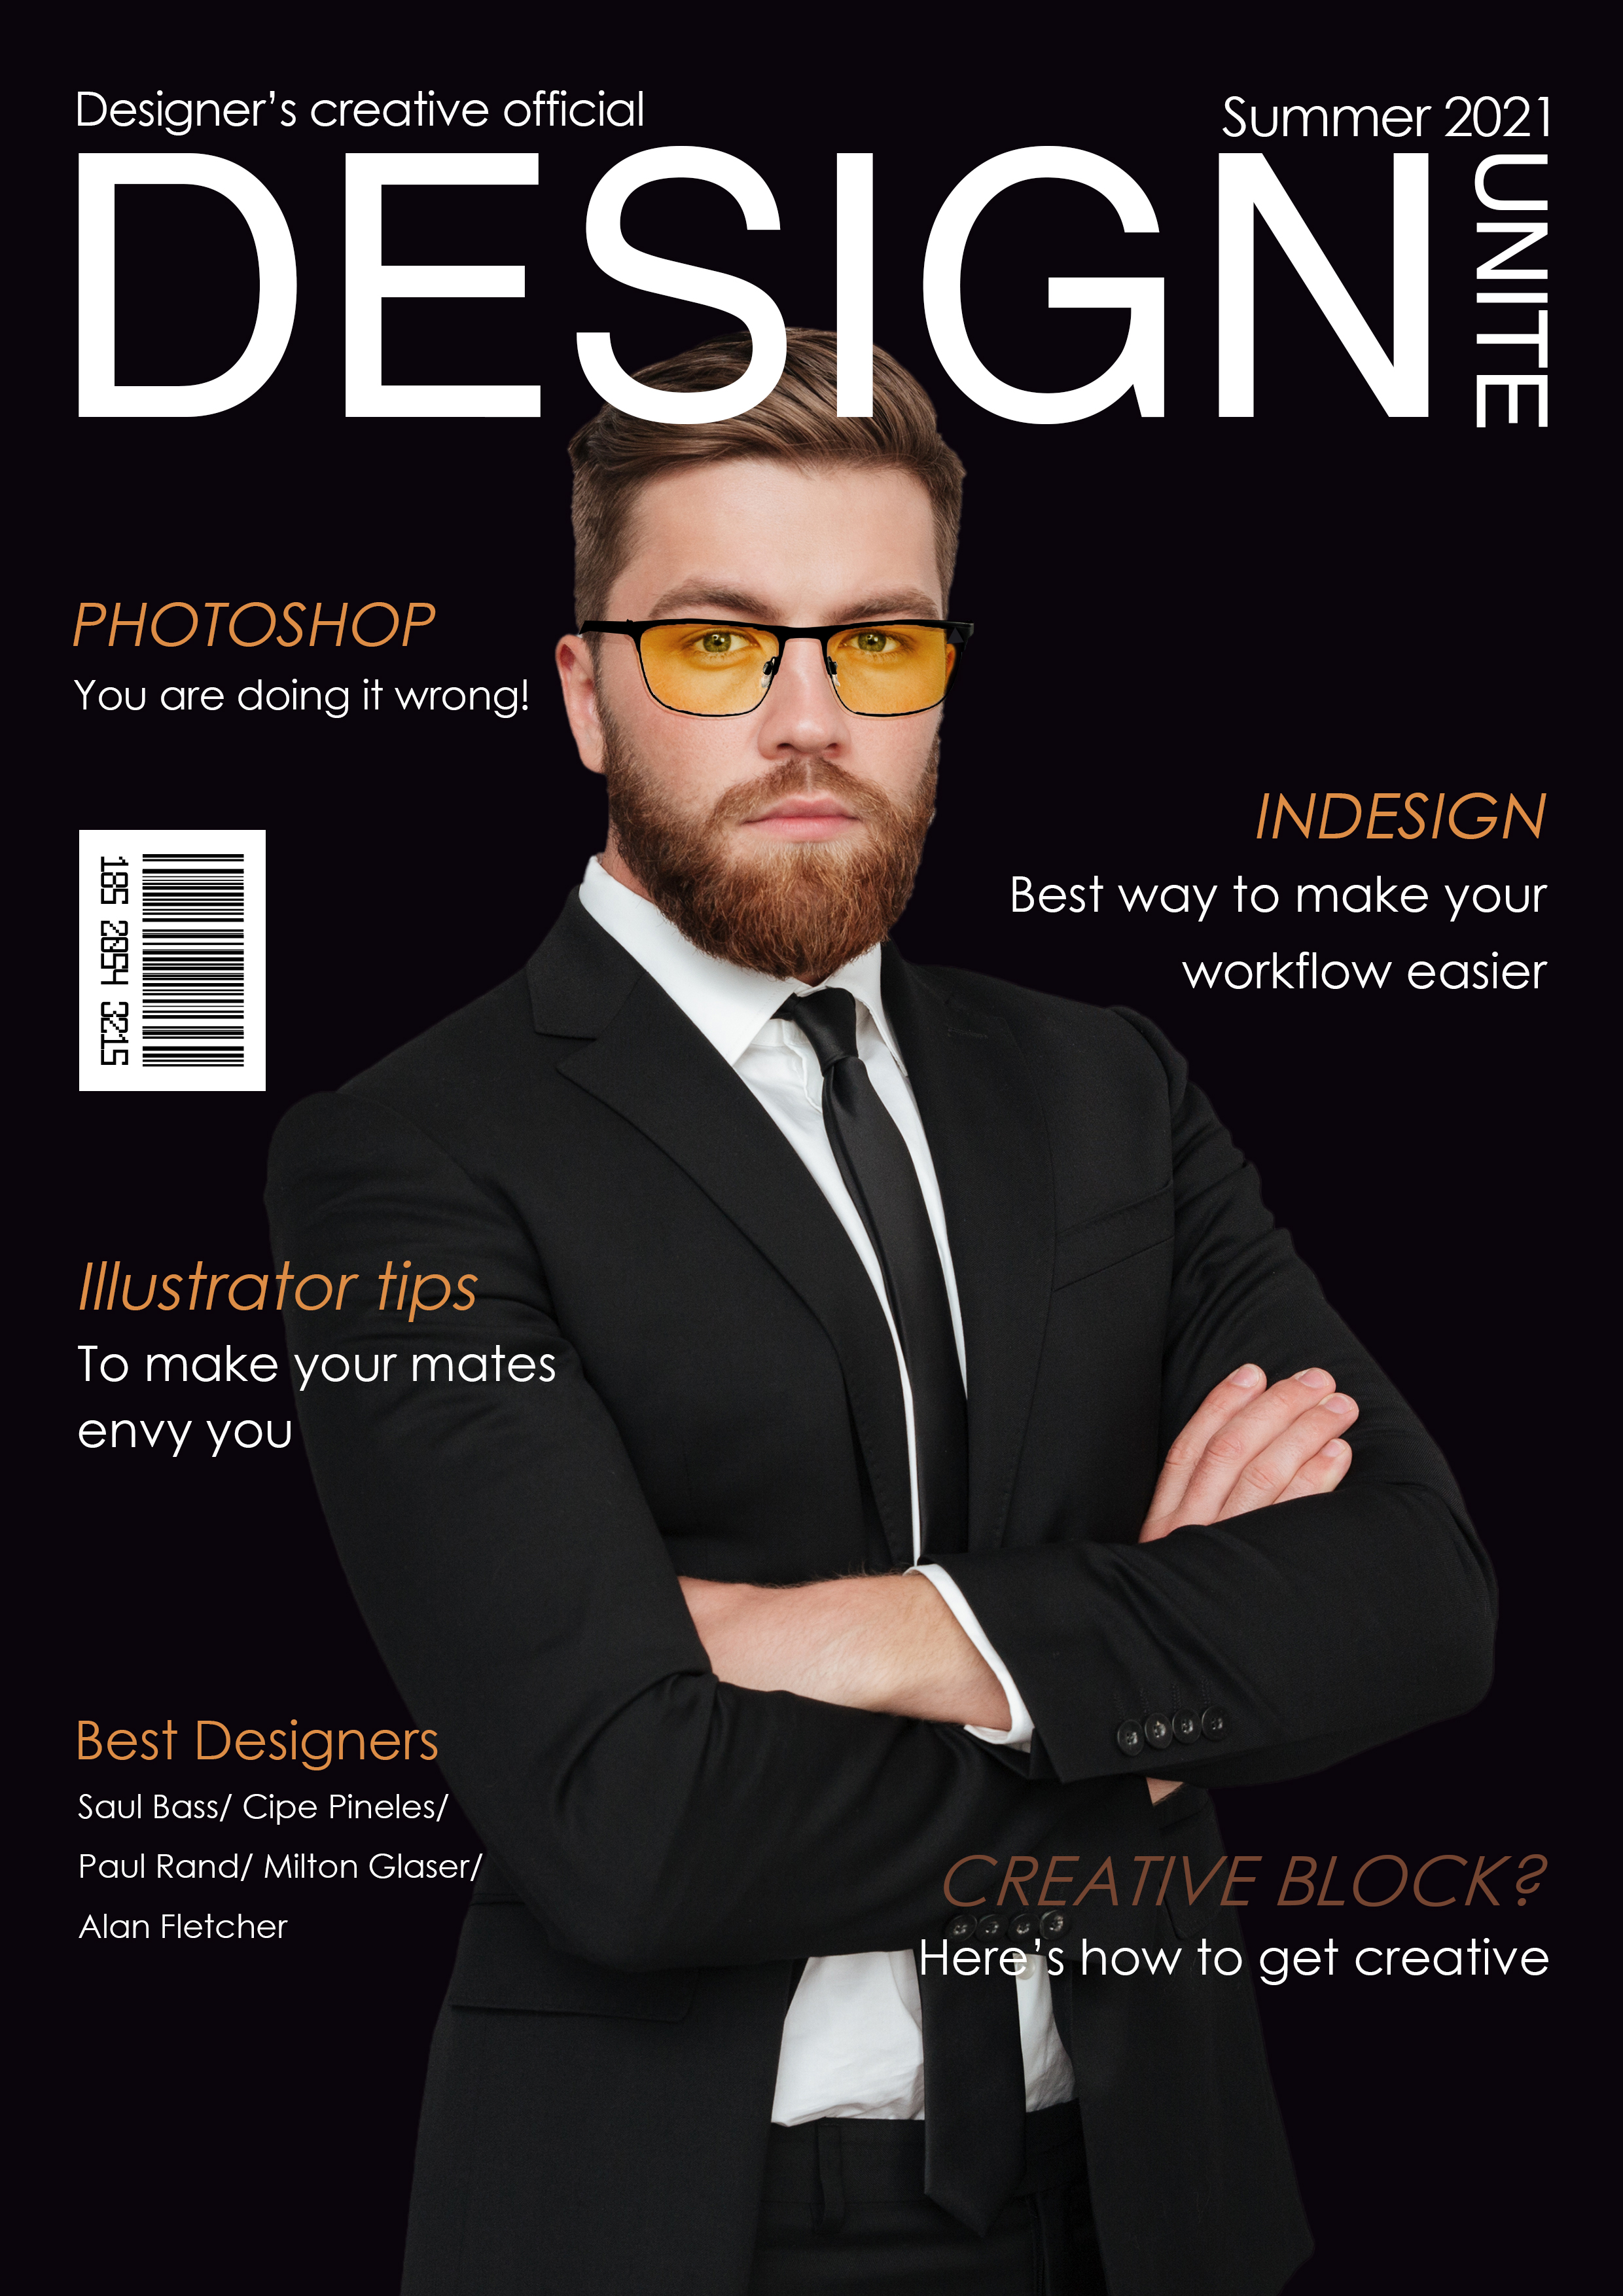 Designer's creative official
Summer 2021
DESIGN
UNITE
PHOTOSHOP
You are doing it wrong!
INDESIGN
Best way to make your
workflow easier
185 2654 3215
Illustrator tips
To make your mates
envy you
Best Designers
Saul Bass/ Cipe Pineles/
Paul Rand/ Milton Glaser/
Alan Fletcher
CREATIVE BLOCK?
Here's how to get creative